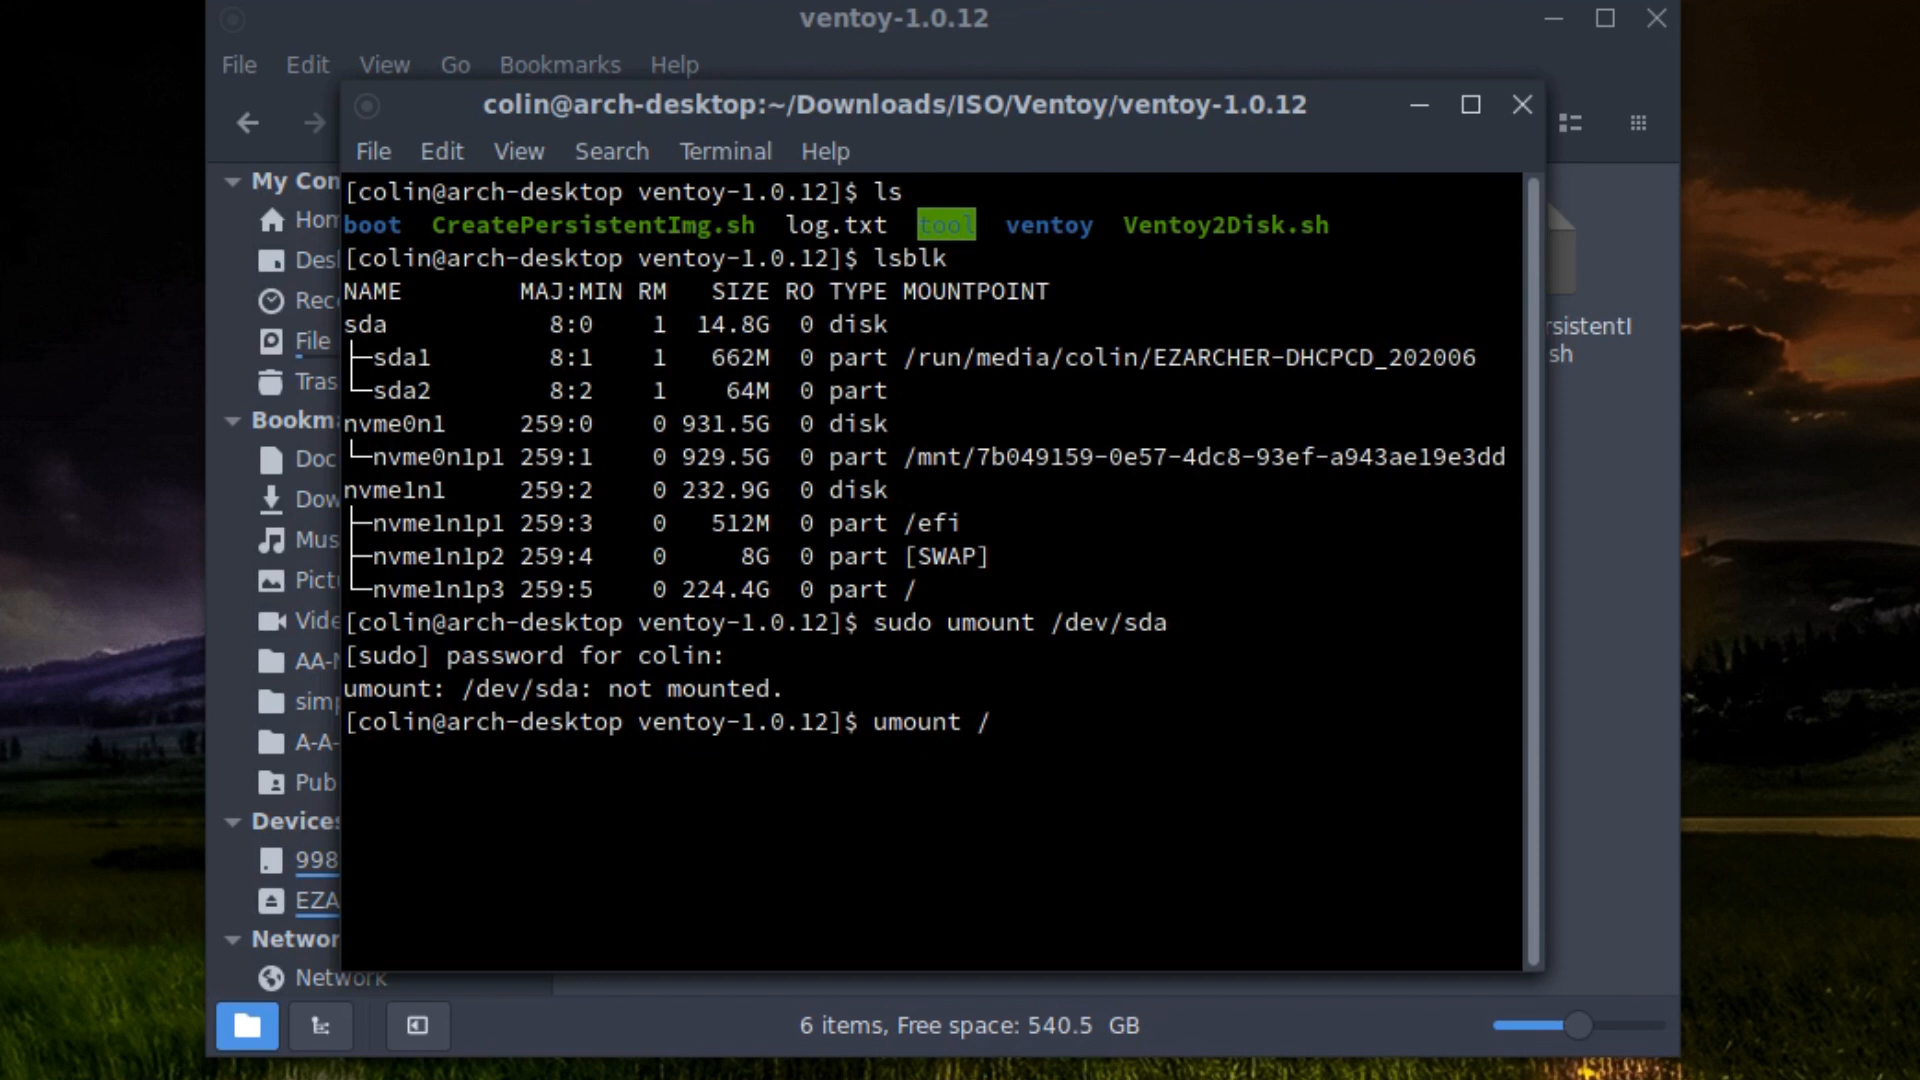 ventoy-1.0.12
File Edit View Go Bookmarks Help
colin@arch-desktop:~/Downloads/ISO/Ventoy/ventoy-1.0.12
File Edit View Search Terminal Help
My Con
Hon
Desl
Rec
File
Tras
Bookma
Doc
Dow
Mus
Pictu
Vide
AA-N
simp
A-A-
Pub
Devices
998
EZA
Networ
Network
[colin@arch-desktop ventoy-1.0.12]$ ls
boot CreatePersistentImg.sh log.txt tool ventoy Ventoy2Disk.sh
[colin@arch-desktop ventoy-1.0.12]$ lsblk
NAME MAJ:MIN RM SIZE RO TYPE MOUNTPOINT
sda 8:0 1 14.8G 0 disk
├─sda1 8:1 1 662M 0 part /run/media/colin/EZARCHER-DHCPCD_202006
└─sda2 8:2 1 64M 0 part
nvme0n1 259:0 0 931.5G 0 disk
└─nvme0n1p1 259:1 0 929.5G 0 part /mnt/7b049159-0e57-4dc8-93ef-a943ae19e3dd
nvme1n1 259:2 0 232.9G 0 disk
├─nvme1n1p1 259:3 0 512M 0 part /efi
├─nvme1n1p2 259:4 0 8G 0 part [SWAP]
└─nvme1n1p3 259:5 0 224.4G 0 part /
[colin@arch-desktop ventoy-1.0.12]$ sudo umount /dev/sda
[sudo] password for colin:
umount: /dev/sda: not mounted.
[colin@arch-desktop ventoy-1.0.12]$ umount /
rsistentI
sh
6 items, Free space: 540.5 GB